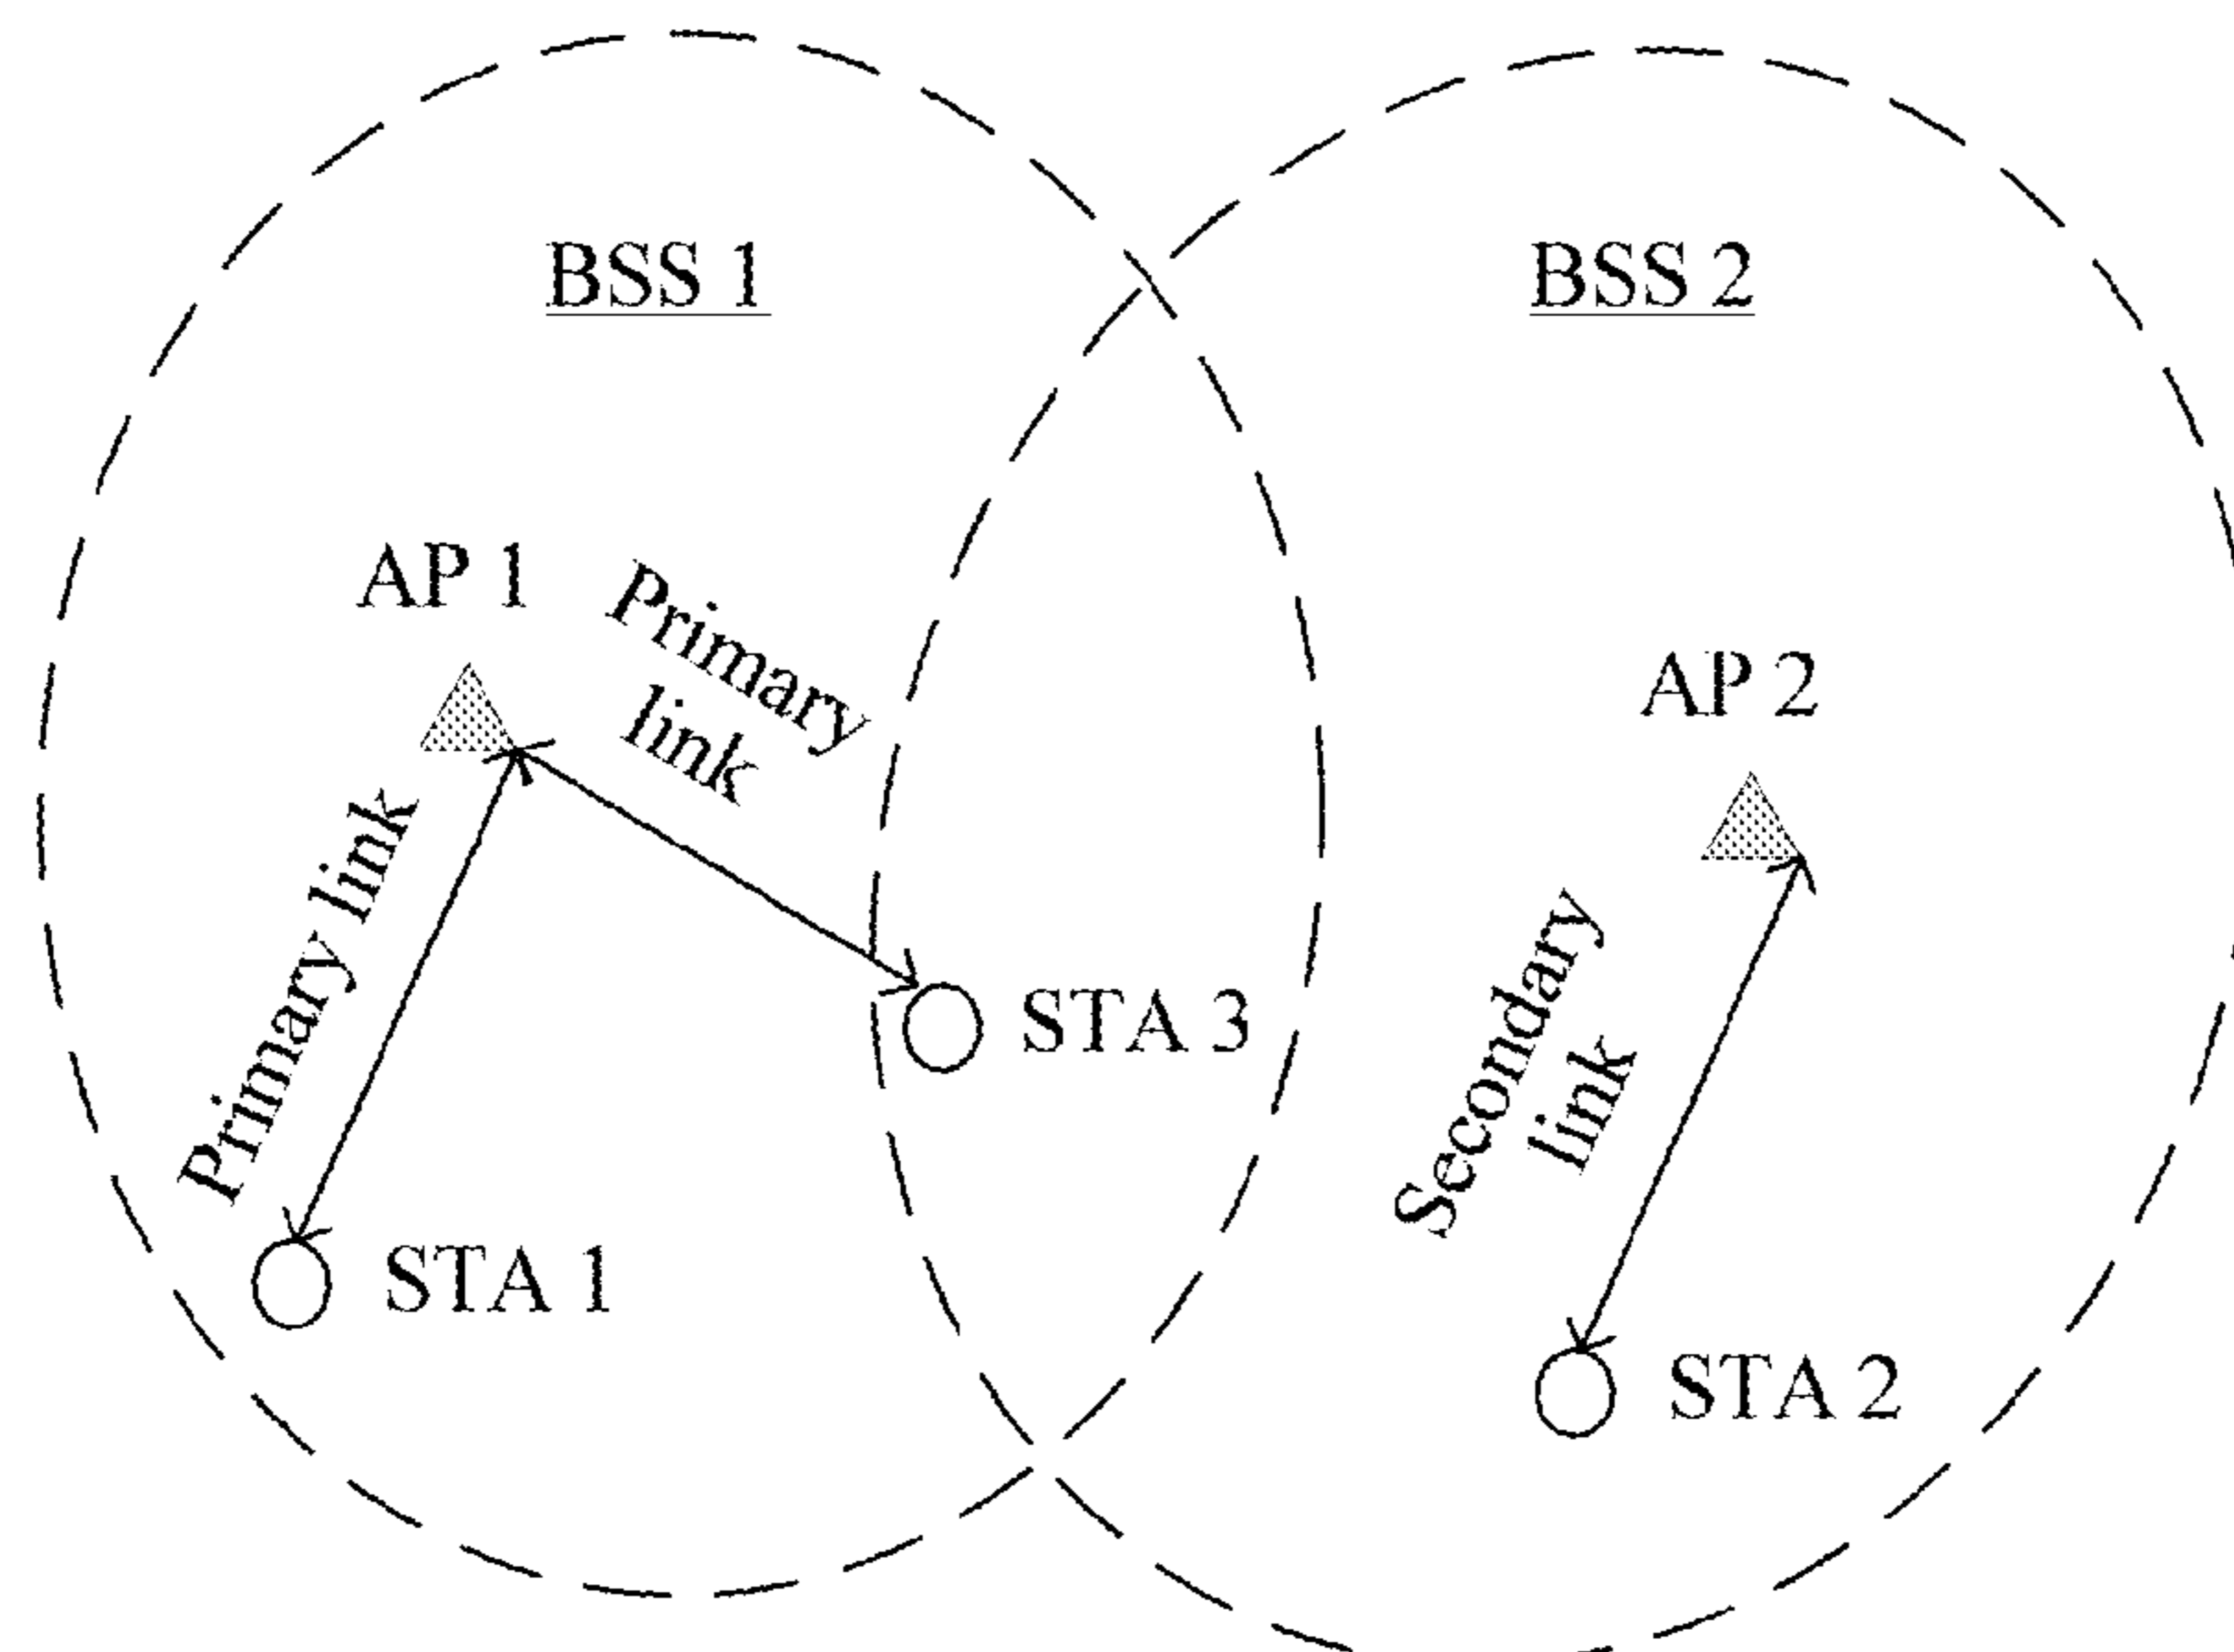 BSS 1
BSS 2
AP 1
Primary
link
AP 2
Primary link
STA 3
Secondary
link
STA 1
STA 2